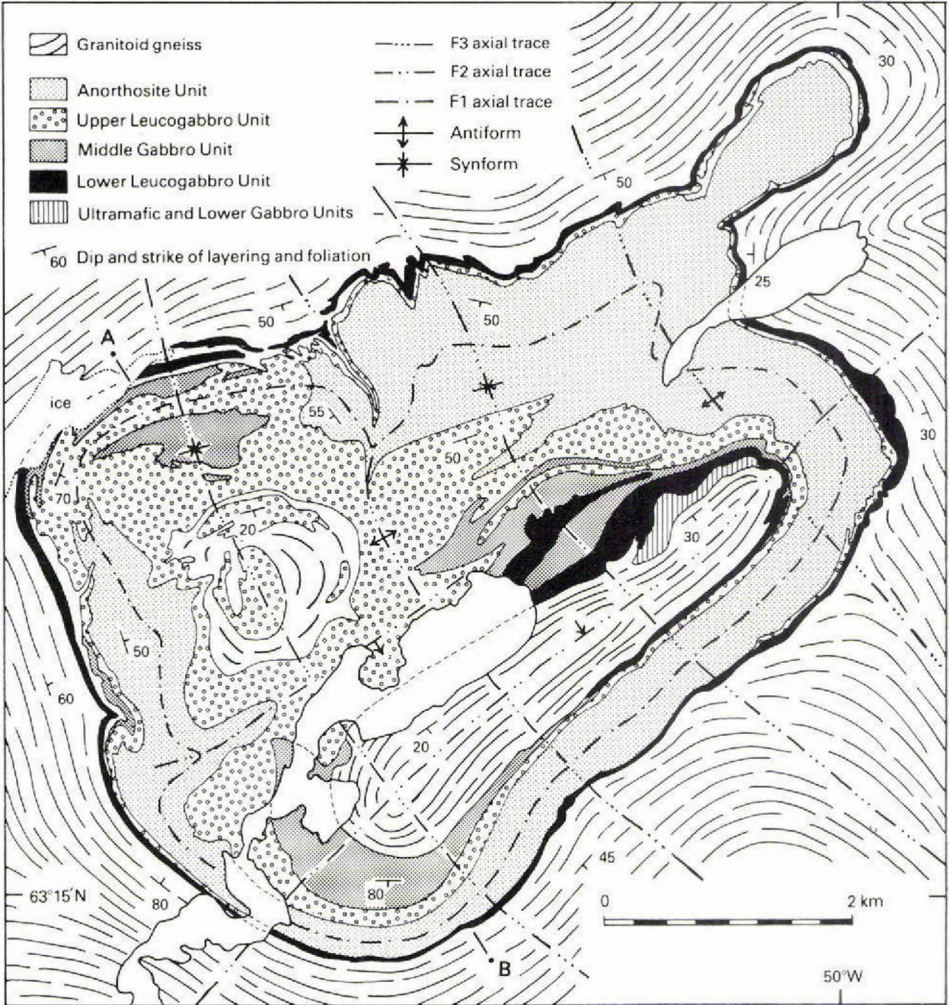 Granitoid gneiss
Anorthosite Unit
Upper Leucogabbro Unit
Middle Gabbro Unit
Lower Leucogabbro Unit
Ultramafic and Lower Gabbro Units
60 Dip and strike of layering and foliation
F3 axial trace
F2 axial trace
F1 axial trace
Antiform
Synform
30
50
25
50
50
A
ice
55
50
30
70
20
30
50
60
20
45
80
80
63°15'N
0 2 km
B
50°W